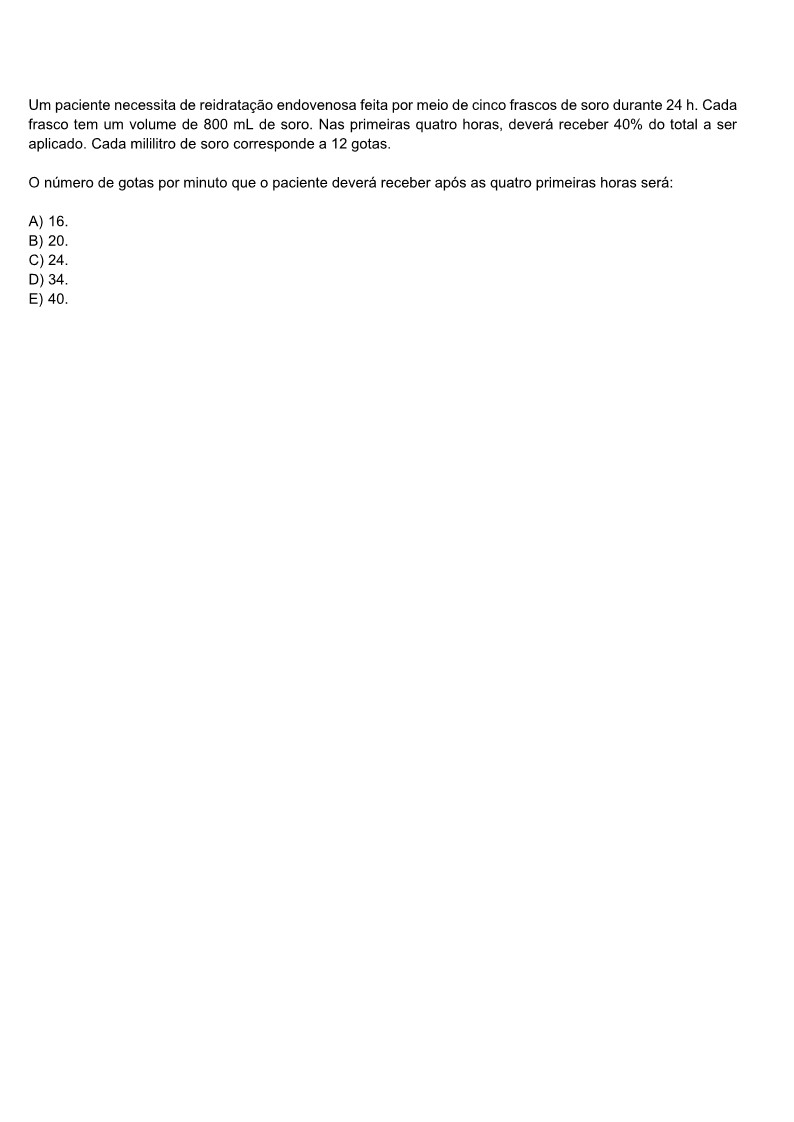 Um paciente necessita de reidratação endovenosa feita por meio de cinco frascos de soro durante 24 h. Cada
frasco tem um volume de 800 mL de soro. Nas primeiras quatro horas, deverá receber 40% do total a ser
aplicado. Cada mililitro de soro corresponde a 12 gotas.
O número de gotas por minuto que o paciente deverá receber após as quatro primeiras horas será:
A) 16.
B) 20.
C) 24.
D) 34.
E) 40.